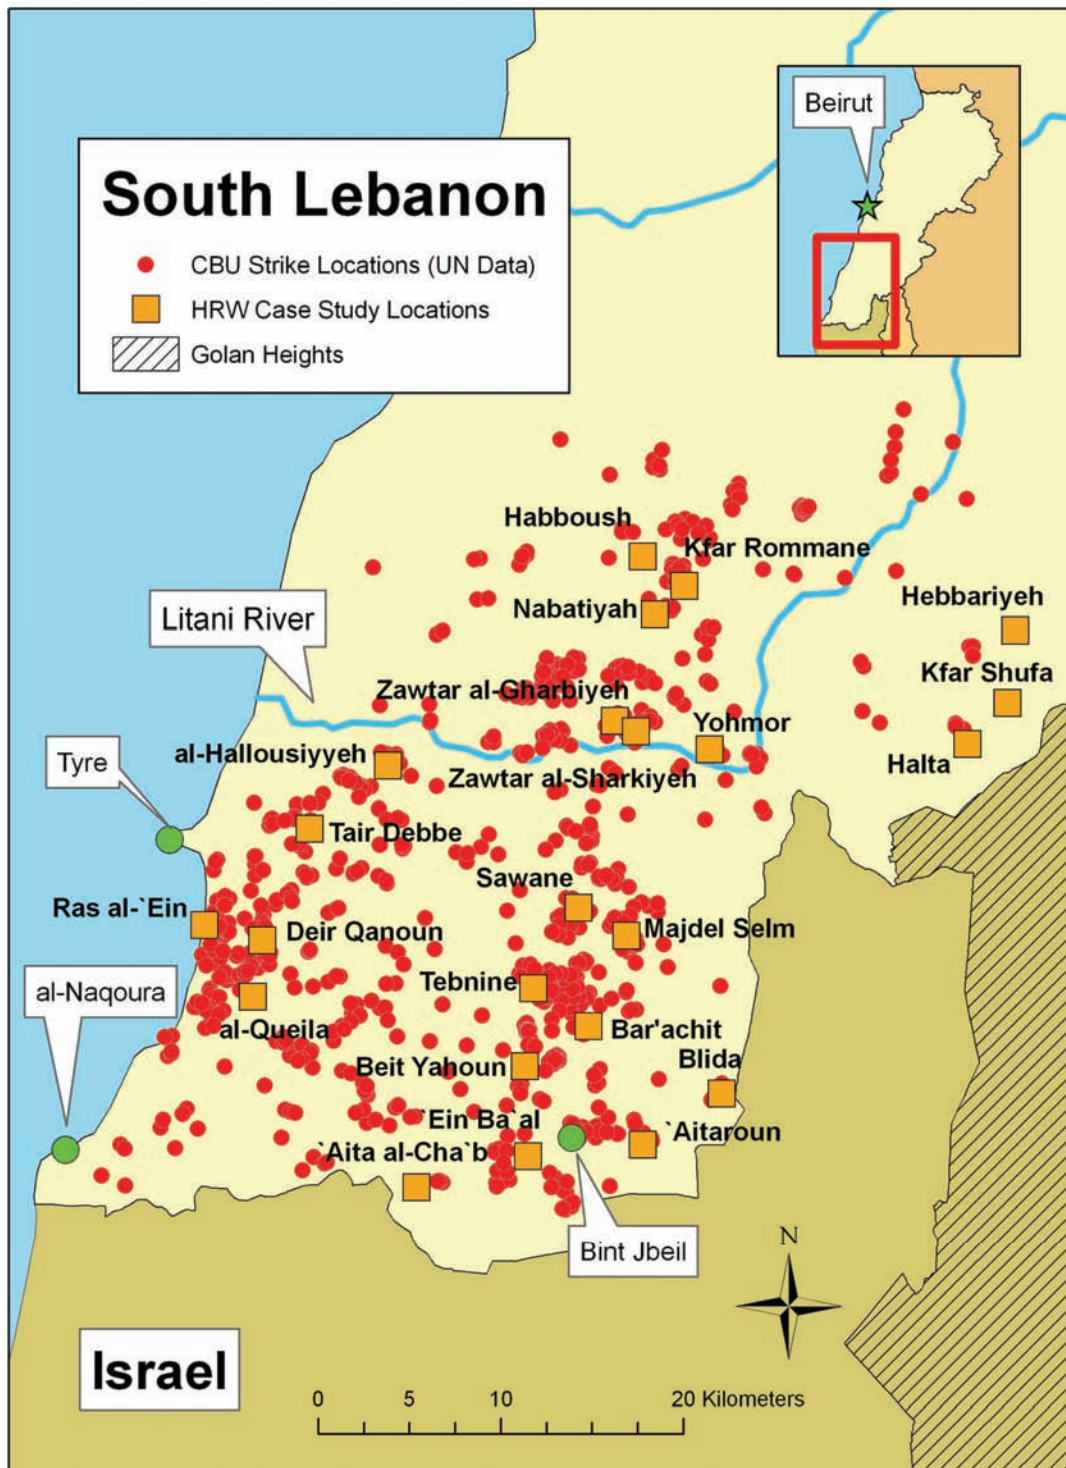 Beirut
South Lebanon
CBU Strike Locations (UN Data)
HRW Case Study Locations
Golan Heights
Habboush
Kfar Rommane
Nabatiyah
Hebbariyeh
Litani River
Kfar Shufa
Zawtar al-Gharbiyeh
Yohmor
al-Hallousiyyeh
Tyre
Zawtar al-Sharkiyeh
Halta
Tair Debbe
Sawane
Ras al-`Ein
Deir Qanoun
Majdel Selm
al-Naqoura
Tebnine
al-Queila
Bar'achit
Beit Yahoun
Blida
`Ein Ba`al
`Aitaroun
`Aita al-Cha`b
Bint Jbeil
N
Israel
0 5 10 20 Kilometers